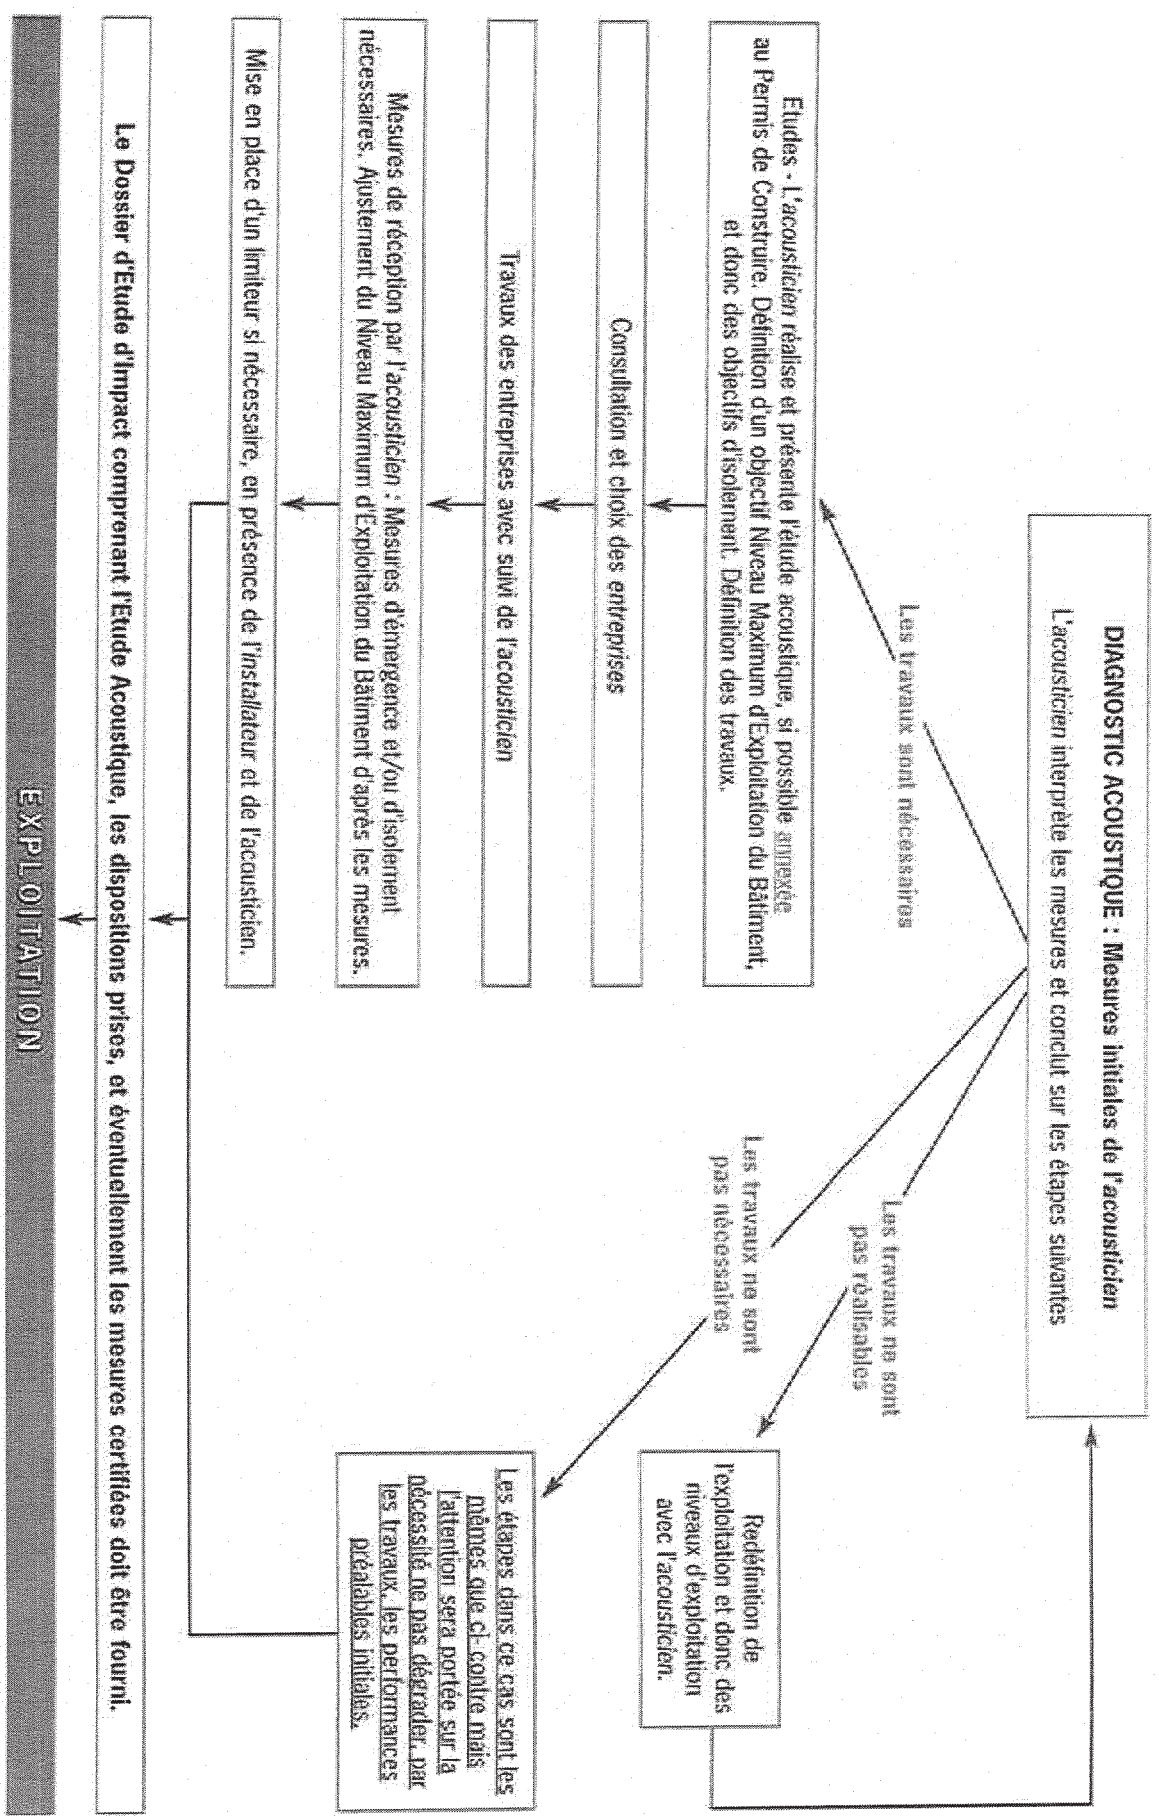 DIAGNOSTIC ACOUSTIQUE : Mesures initiales de l'acousticien
L'acousticien interprète les mesures et conclut sur les étapes suivantes
Les travaux sont nécessaires
Les travaux ne sont
pas réalisables
Les travaux ne sont
pas nécessaires
Etudes - L'acousticien réalise et présente l'étude acoustique, si possible annexée
au Permis de Construire. Définition d'un objectif Niveau Maximum d'Exploitation du Bâtiment,
et donc des objectifs d'isolement. Définition des travaux.
Redéfinition de
l'exploitation et donc des
niveaux d'exploitation
avec l'acousticien.
Consultation et choix des entreprises
Travaux des entreprises avec suivi de l'acousticien
Les étapes dans ce cas sont les
mêmes que ci- contre mais
l'attention sera portée sur la
nécessité ne pas dégrader, par
les travaux, les performances
préalables initiales.
Mesures de réception par l'acousticien : Mesures d'émergence et/ou d'isolement
nécessaires. Ajustement du Niveau Maximum d'Exploitation du Bâtiment d'après les mesures.
Mise en place d'un limiteur si nécessaire, en présence de l'installateur et de l'acousticien.
Le Dossier d'Etude d'Impact comprenant l'Etude Acoustique, les dispositions prises, et éventuellement les mesures certifiées doit être fourni.
EXPLOITATION